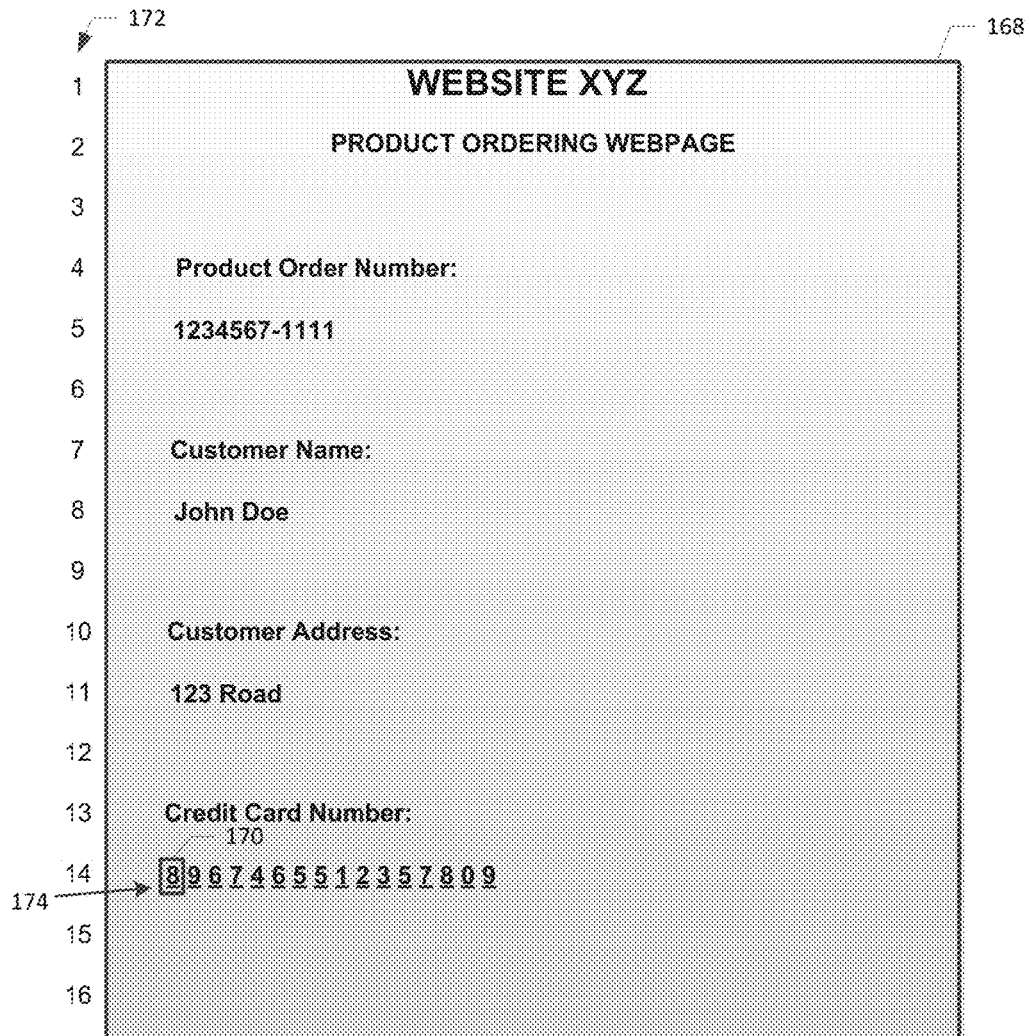 172
168
1 WEBSITE XYZ
2 PRODUCT ORDERING WEBPAGE
3
4 Product Order Number:
5 1234567-1111
6
7 Customer Name:
8 John Doe
9
10 Customer Address:
11 123 Road
12
13 Credit Card Number:
170
14 8 9 6 7 4 6 5 5 1 2 3 5 7 8 0 9
174
15
16